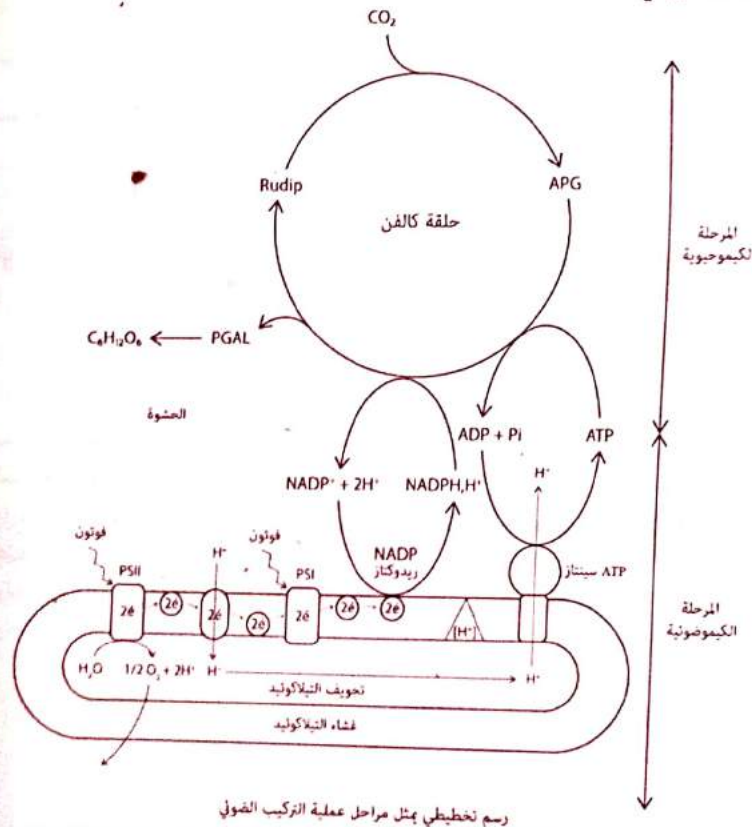 CO₂
Rudip
APG
حلقة كالفن
المرحلة
لكيموحيوية
C₆H₁₂O₆
PGAL
الحشوة
ADP + Pi
ATP
H⁺
NADP⁺ + 2H⁺
NADPH,H⁺
فوتون
PSII
H⁺
فوتون
PSI
NADP
ريدوكتاز
ATP سينتاز
2é
2é
2é
2é
2é
2é
2é
[H⁺]
المرحلة
الكيموضوئية
H₂O
1/2 O₂ + 2H⁺
H⁺
H⁺
تجويف التيلاكوئيد
غشاء التيلاكوئيد
رسم تخطيطي يمثل مراحل عملية التركيب الضوئي